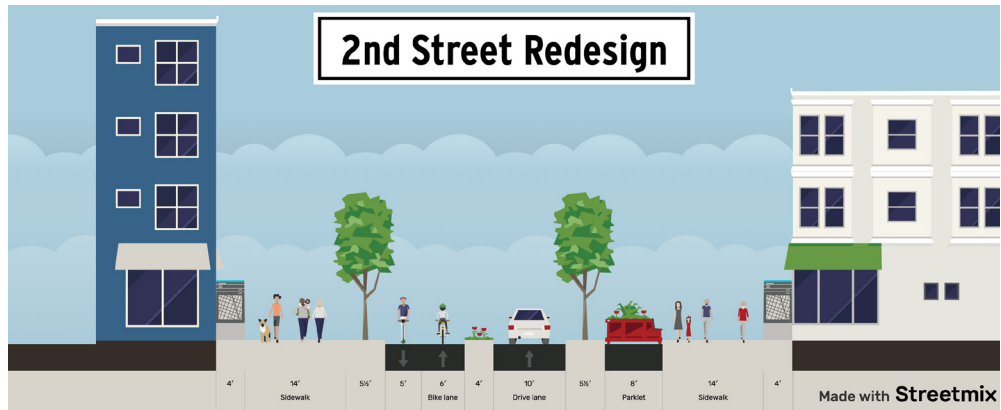 2nd Street Redesign
4' 14' 5½' 5' 6' 4' 10' 5½' 8' 14' 4'
Sidewalk Bike lane Drive lane Parklet Sidewalk
Made with Streetmix